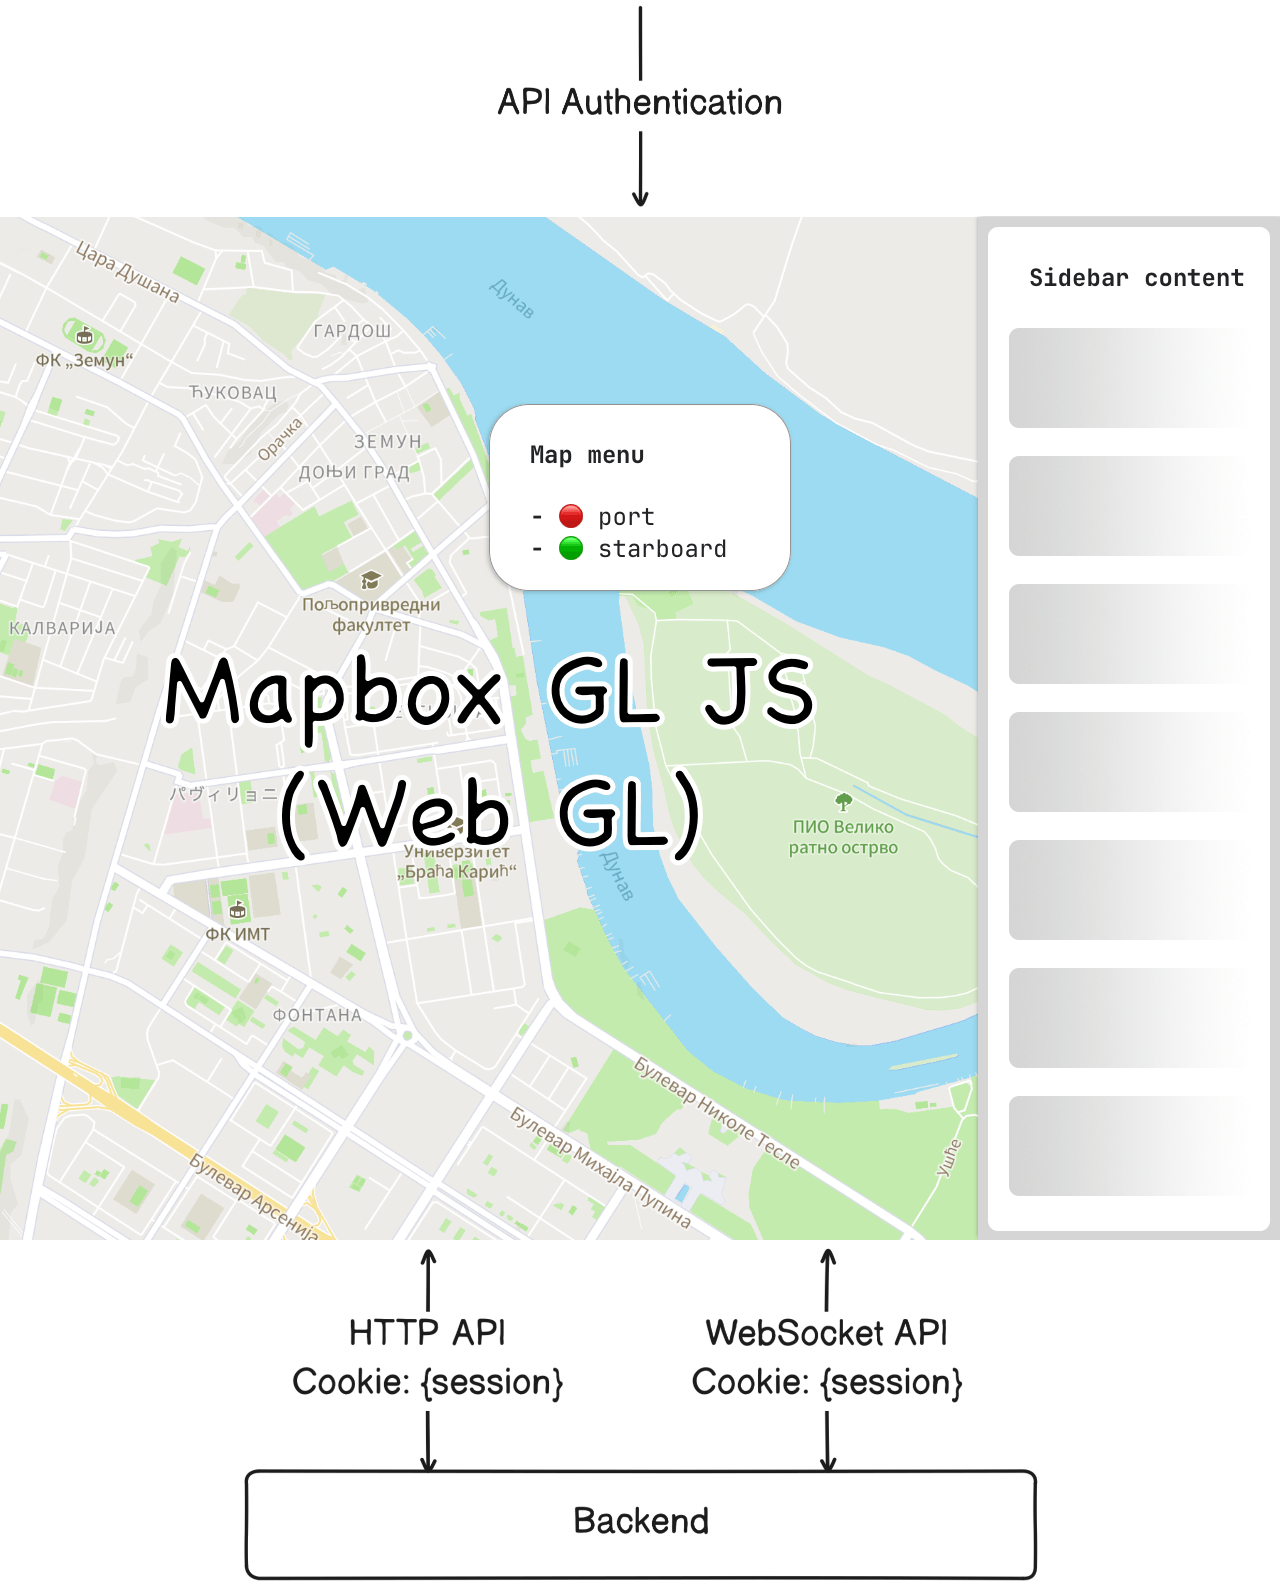 API Authentication
Цара Душана
Дунав
ГАРДОШ
ФК „Земун“
ЋУКОВАЦ
Орачка
ЗЕМУН
ДОЊИ ГРАД
Map menu
- 🔴 port
- 🟢 starboard
Пољопривредни
факултет
КАЛВАРИЈА
Mapbox GL JS
(Web GL)
パヴィリョニ
Универзитет
„Браћа Карић“
Дунав
ПИО Велико
ратно острво
ФК ИМТ
ФОНТАНА
Булевар Николе Тесле
Булевар Михајла Пупина
Булевар Арсенија
Ушће
Sidebar content
HTTP API
Cookie: {session}
WebSocket API
Cookie: {session}
Backend